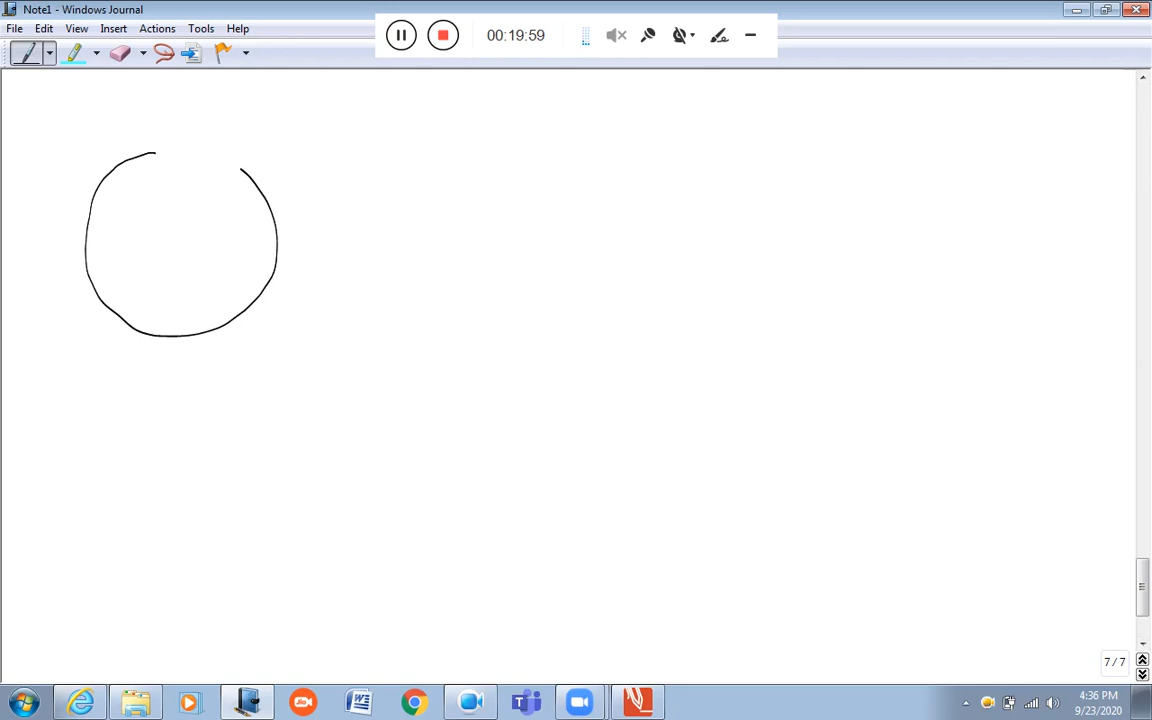 Note1 - Windows Journal
File Edit View Insert Actions Tools Help
00:19:59
7 / 7
Jio
W
T
4:36 PM
9/23/2020